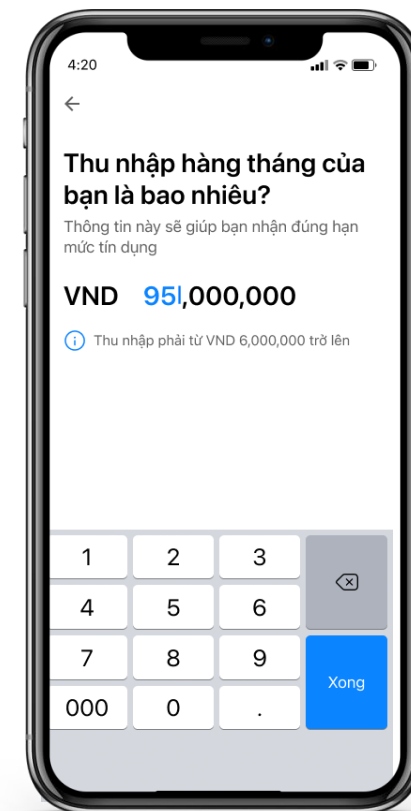 4:20
Thu nhập hàng tháng của
bạn là bao nhiêu?
Thông tin này sẽ giúp bạn nhận đúng hạn
mức tín dụng
VND 95,000,000
Thu nhập phải từ VND 6,000,000 trở lên
1 2 3
4 5 6
7 8 9
Xong
000 0 .